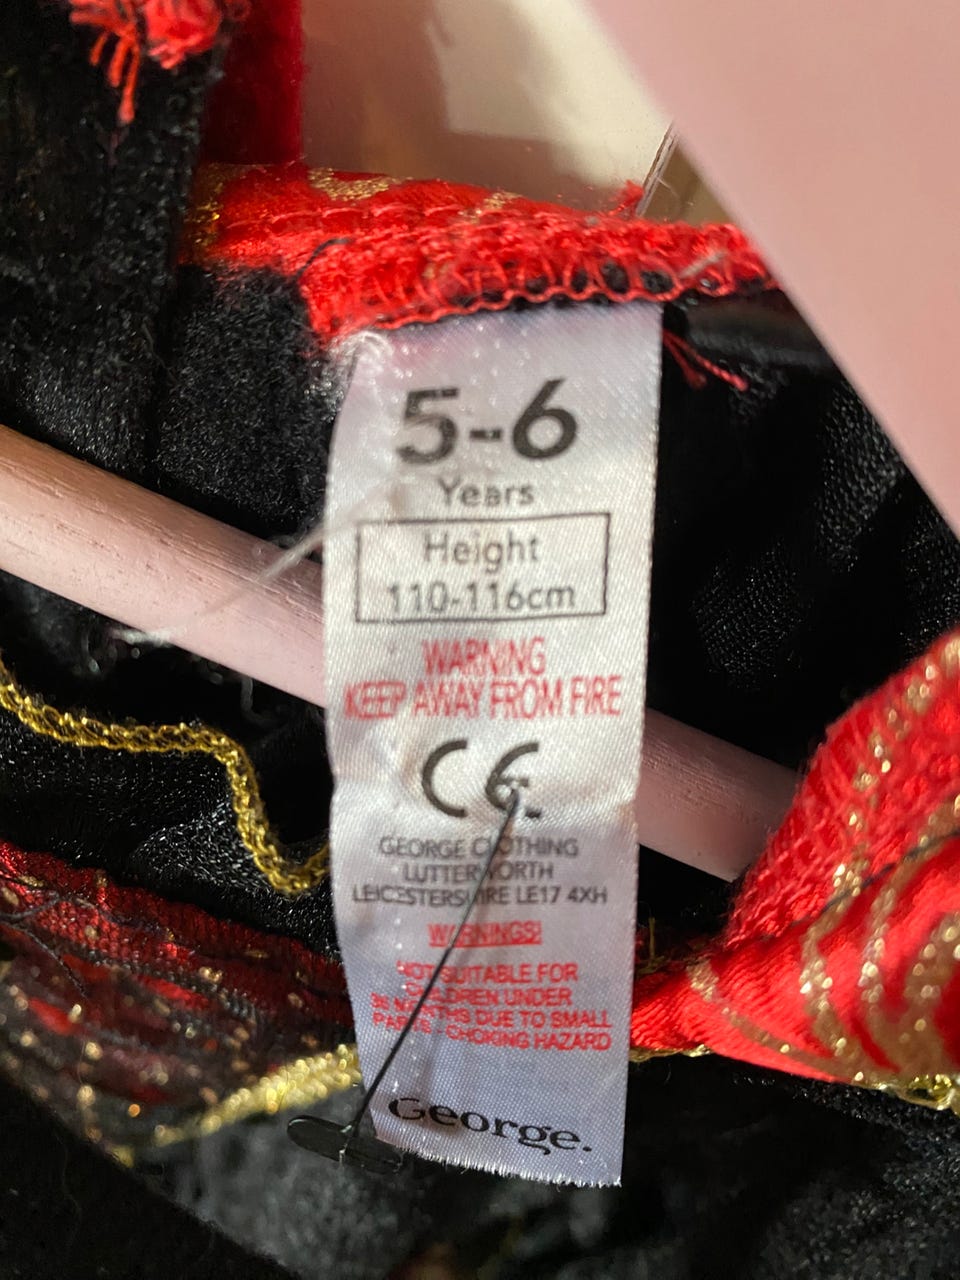 5-6
Years
Height
110-116cm
WARNING
KEEP AWAY FROM FIRE
CE
GEORGE CLOTHING
LUTTERWORTH
LEICESTERSHIRE LE17 4XH
WARNINGS!
NOT SUITABLE FOR
CHILDREN UNDER
36 MONTHS DUE TO SMALL
PARTS - CHOKING HAZARD
George.